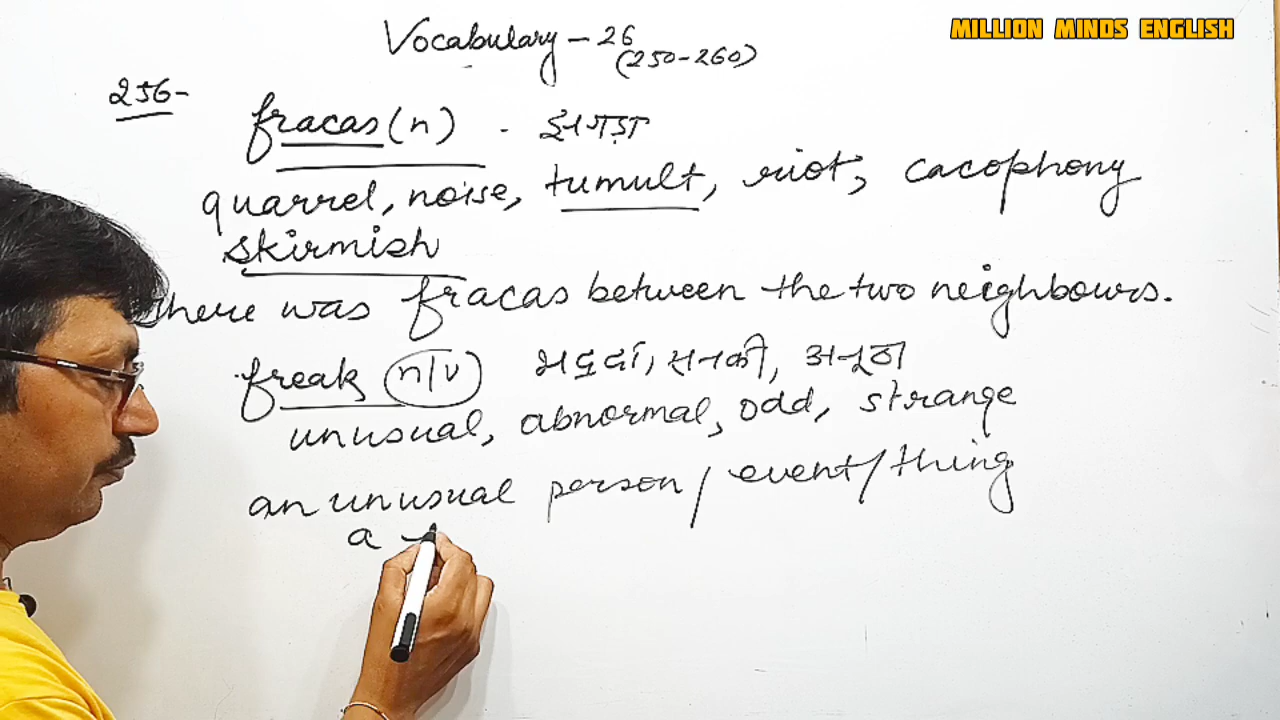 MILLION MINDS ENGLISH
Vocabulary - 26
(250-260)
256-
fracas (n) - झगड़ा
quarrel, noise, tumult, riot, cacophony
skirmish
There was fracas between the two neighbours.
freak (n/v) भद्दा, सनकी, अनूठा
unusual, abnormal, odd, strange
an unusual person / event / thing
a